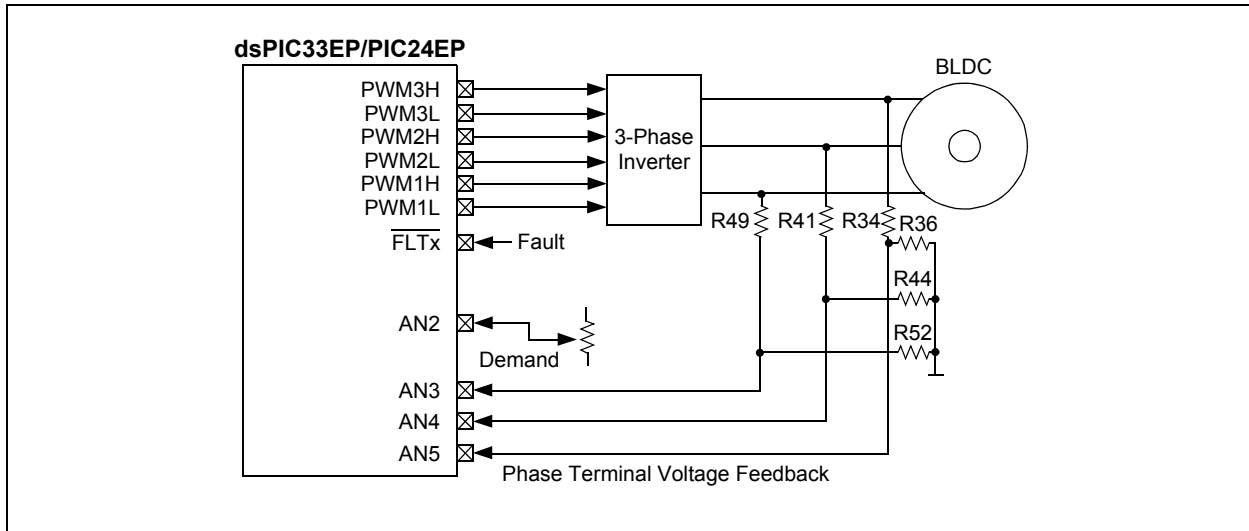 dsPIC33EP/PIC24EP
BLDC
PWM3H
PWM3L
PWM2H
PWM2L
PWM1H
PWM1L
3-Phase
Inverter
R49
R41
R34
R36
FLTx
Fault
R44
AN2
Demand
R52
AN3
AN4
AN5
Phase Terminal Voltage Feedback